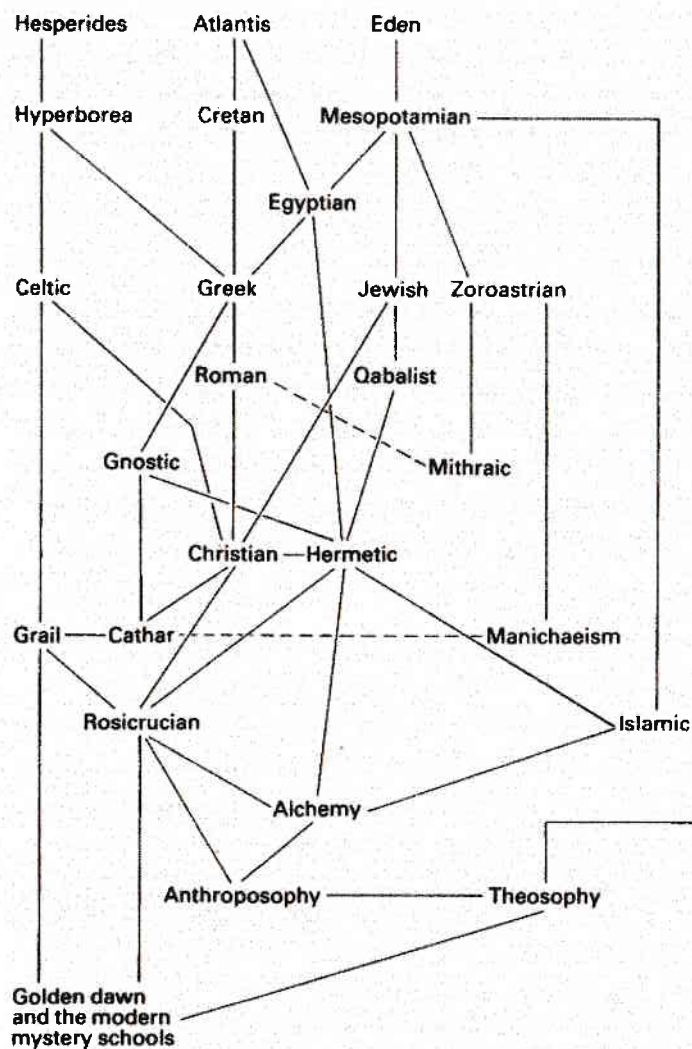 Hesperides Atlantis Eden
Hyperborea Cretan Mesopotamian
Egyptian
Celtic Greek Jewish Zoroastrian
Roman Qabalist
Gnostic Mithraic
Christian Hermetic
Grail Cathar Manichaeism
Rosicrucian Islamic
Alchemy
Anthroposophy Theosophy
Golden dawn
and the modern
mystery schools